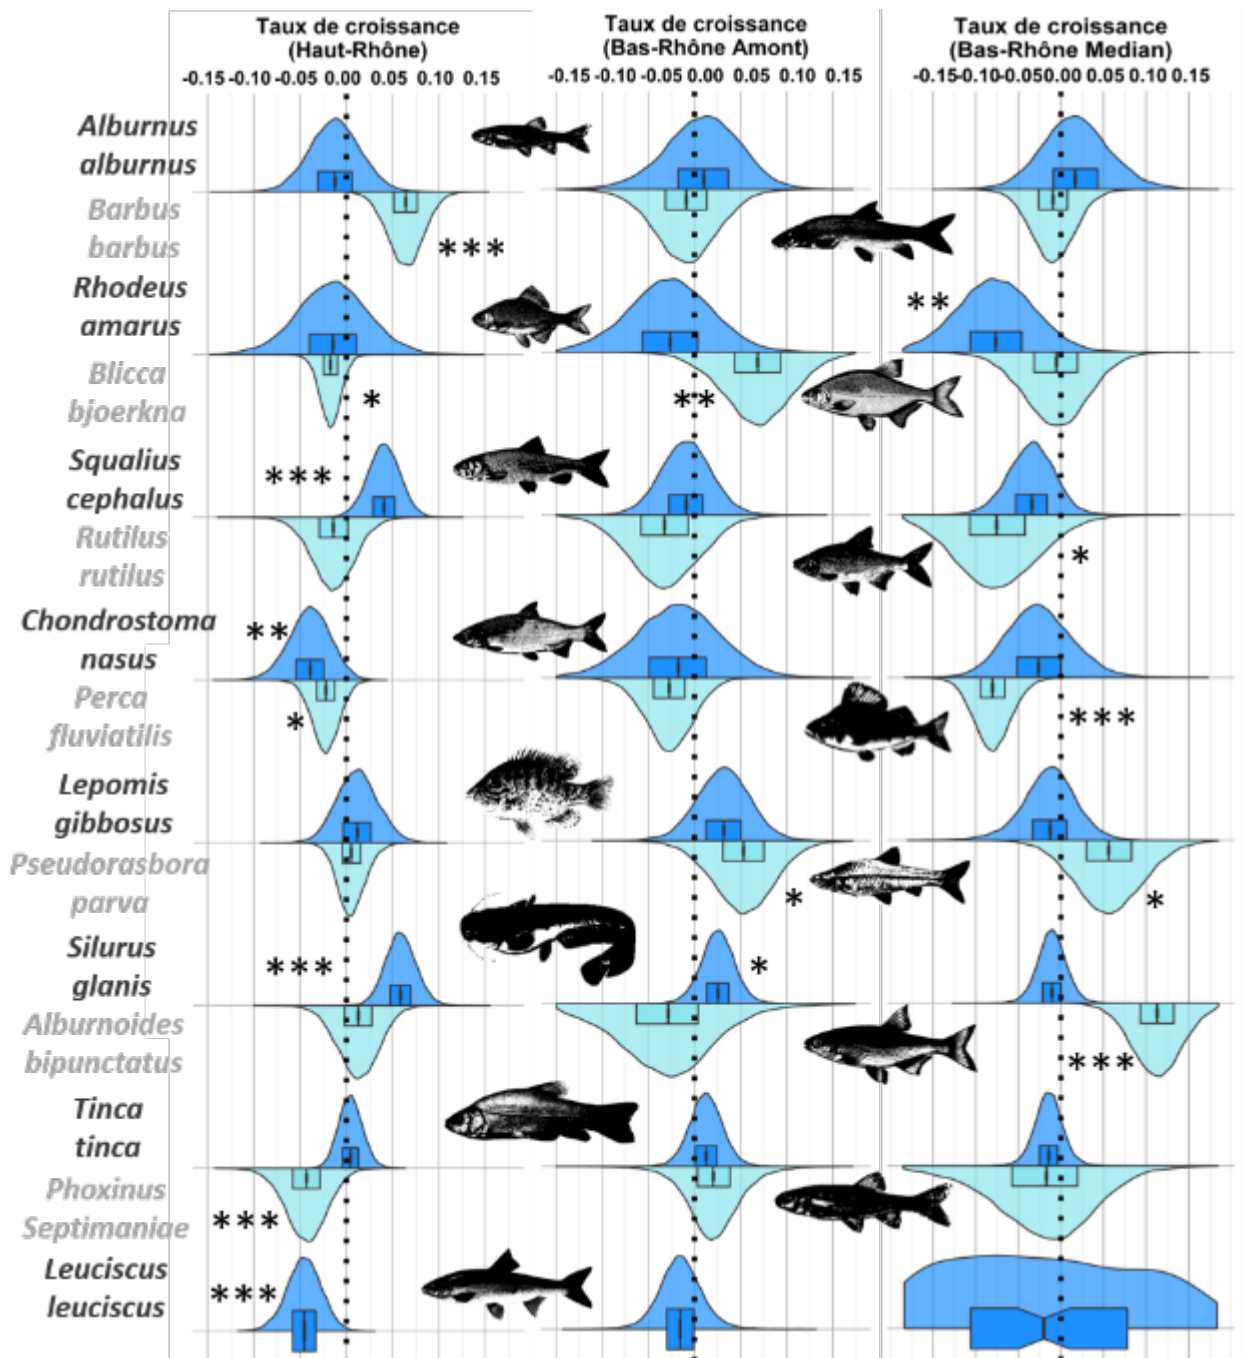 Taux de croissance
(Haut-Rhône)
Taux de croissance
(Bas-Rhône Amont)
Taux de croissance
(Bas-Rhône Median)
-0.15 -0.10 -0.05 0.00 0.05 0.10 0.15
-0.15 -0.10 -0.05 0.00 0.05 0.10 0.15
-0.15 -0.10 -0.05 0.00 0.05 0.10 0.15
Alburnus
alburnus
Barbus
barbus
***
Rhodeus
amarus
**
Blicca
bjoerkna
*
**
Squalius
cephalus
***
Rutilus
rutilus
*
Chondrostoma
nasus
**
Perca
fluviatilis
*
***
Lepomis
gibbosus
Pseudorasbora
parva
*
*
Silurus
glanis
***
*
Alburnoides
bipunctatus
***
Tinca
tinca
Phoxinus
Septimaniae
***
Leuciscus
leuciscus
***